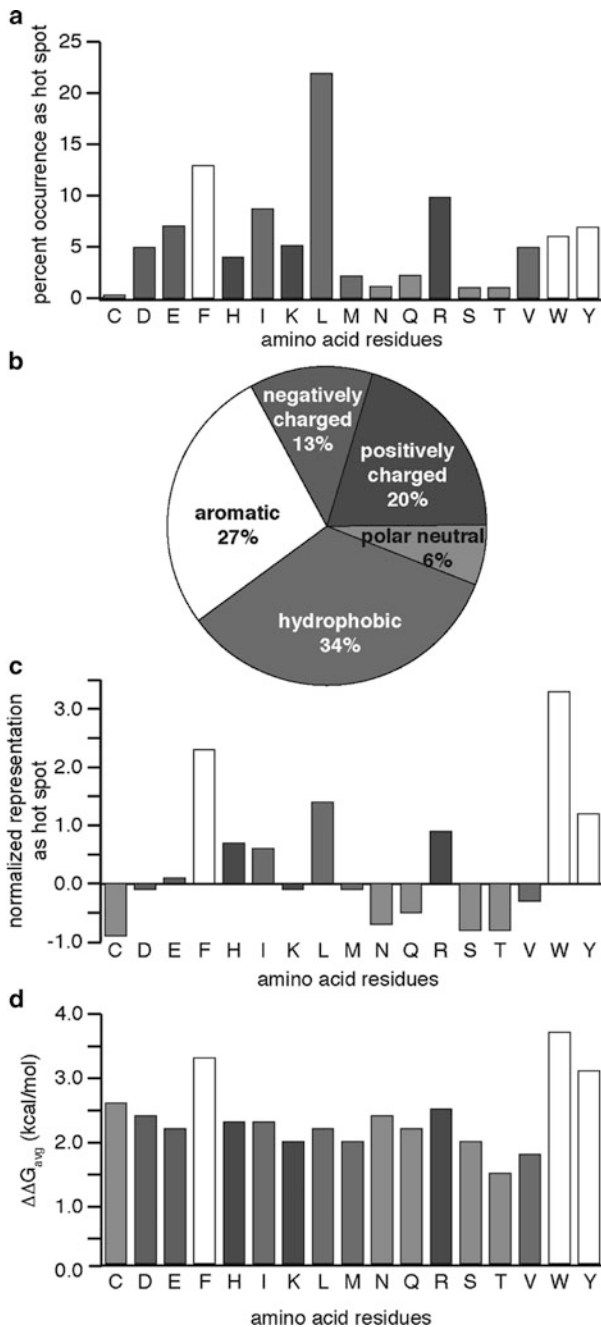 a
percent occurrence as hot spot
25
20
15
10
5
0
C D E F H I K L M N Q R S T V W Y
amino acid residues
b
negatively
charged
13%
positively
charged
20%
aromatic
27%
polar neutral
6%
hydrophobic
34%
c
normalized representation
as hot spot
3.0
2.0
1.0
0.0
-1.0
C D E F H I K L M N Q R S T V W Y
amino acid residues
d
ΔΔGavg (kcal/mol)
4.0
3.0
2.0
1.0
0.0
C D E F H I K L M N Q R S T V W Y
amino acid residues